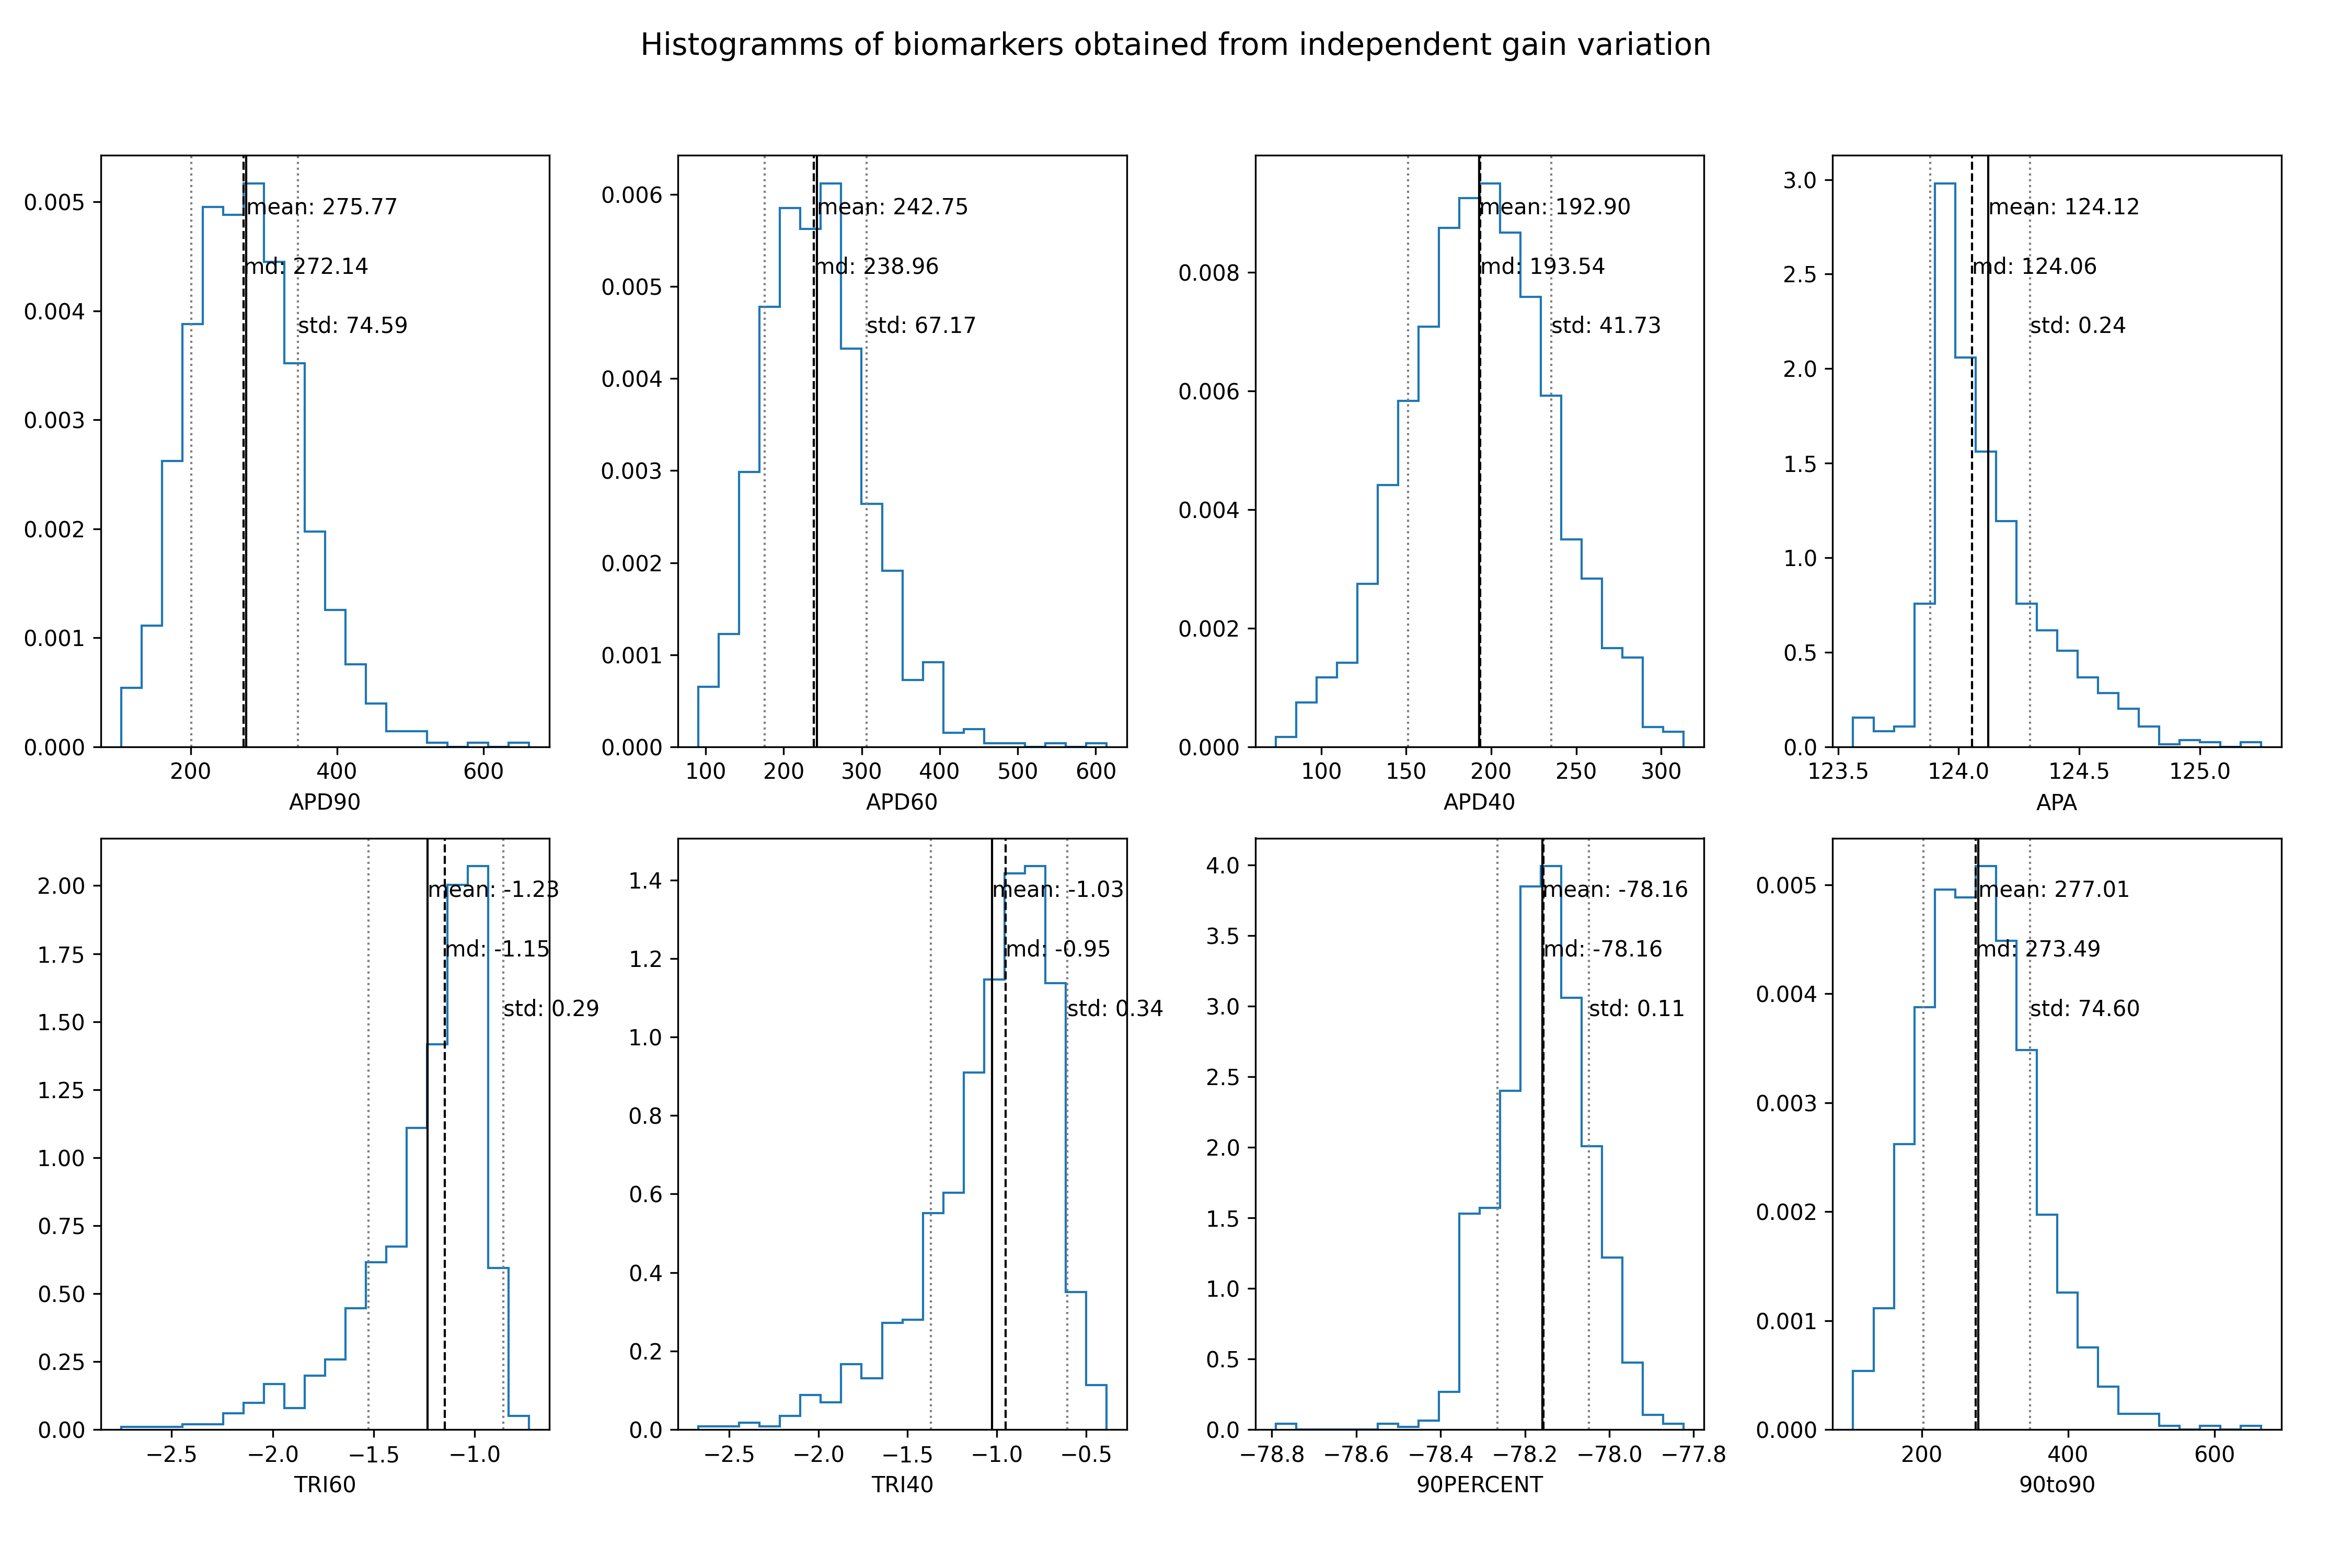 Histogramms of biomarkers obtained from independent gain variation
0.005
0.004
0.003
0.002
0.001
0.000
mean: 275.77
md: 272.14
std: 74.59
200 400 600
APD90
0.006
0.005
0.004
0.003
0.002
0.001
0.000
mean: 242.75
md: 238.96
std: 67.17
100 200 300 400 500 600
APD60
0.008
0.006
0.004
0.002
0.000
mean: 192.90
md: 193.54
std: 41.73
100 150 200 250 300
APD40
3.0
2.5
2.0
1.5
1.0
0.5
0.0
mean: 124.12
md: 124.06
std: 0.24
123.5 124.0 124.5 125.0
APA
2.00
1.75
1.50
1.25
1.00
0.75
0.50
0.25
0.00
mean: -1.23
md: -1.15
std: 0.29
−2.5 −2.0 −1.5 −1.0
TRI60
1.4
1.2
1.0
0.8
0.6
0.4
0.2
0.0
mean: -1.03
md: -0.95
std: 0.34
−2.5 −2.0 −1.5 −1.0 −0.5
TRI40
4.0
3.5
3.0
2.5
2.0
1.5
1.0
0.5
0.0
mean: -78.16
md: -78.16
std: 0.11
−78.8 −78.6 −78.4 −78.2 −78.0 −77.8
90PERCENT
0.005
0.004
0.003
0.002
0.001
0.000
mean: 277.01
md: 273.49
std: 74.60
200 400 600
90to90